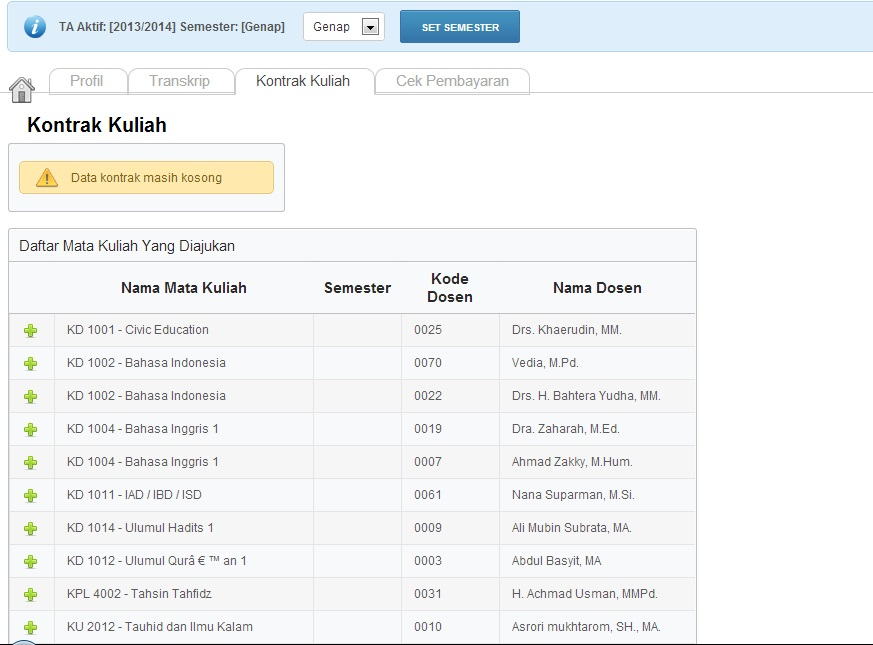 TA Aktif: [2013/2014] Semester: [Genap] Genap SET SEMESTER
Profil Transkrip Kontrak Kuliah Cek Pembayaran
Kontrak Kuliah
Data kontrak masih kosong
Daftar Mata Kuliah Yang Diajukan
Nama Mata Kuliah Semester Kode Dosen Nama Dosen
KD 1001 - Civic Education 0025 Drs. Khaerudin, MM.
KD 1002 - Bahasa Indonesia 0070 Vedia, M.Pd.
KD 1002 - Bahasa Indonesia 0022 Drs. H. Bahtera Yudha, MM.
KD 1004 - Bahasa Inggris 1 0019 Dra. Zaharah, M.Ed.
KD 1004 - Bahasa Inggris 1 0007 Ahmad Zakky, M.Hum.
KD 1011 - IAD / IBD / ISD 0061 Nana Suparman, M.Si.
KD 1014 - Ulumul Hadits 1 0009 Ali Mubin Subrata, MA.
KD 1012 - Ulumul Qurâ € ™ an 1 0003 Abdul Basyit, MA
KPL 4002 - Tahsin Tahfidz 0031 H. Achmad Usman, MMPd.
KU 2012 - Tauhid dan Ilmu Kalam 0010 Asrori mukhtarom, SH., MA.